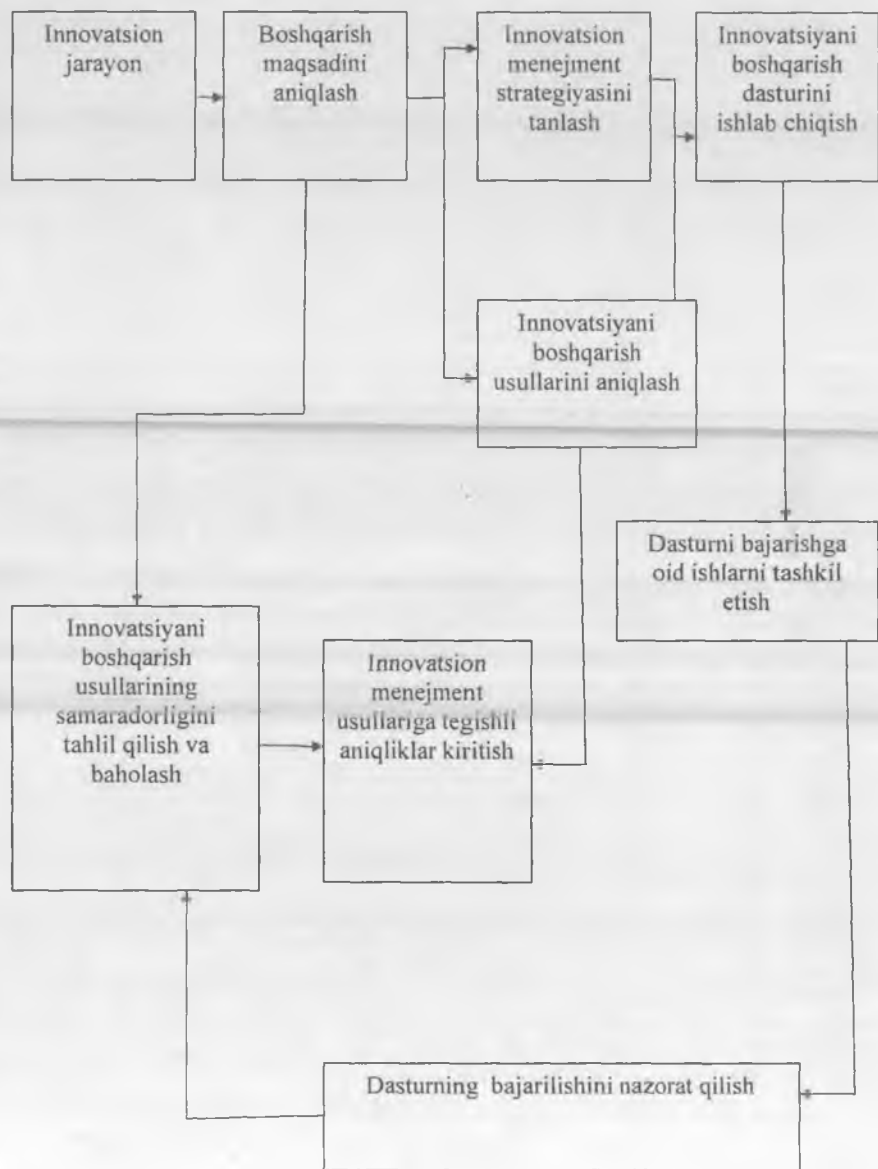 Innovatsion
jarayon
Boshqarish
maqsadini
aniqlash
Innovatsion
menejment
strategiyasini
tanlash
Innovatsiyani
boshqarish
dasturini
ishlab chiqish
Innovatsiyani
boshqarish
usullarini aniqlash
Dasturni bajarishga
oid ishlarni tashkil
etish
Innovatsiyani
boshqarish
usullarining
samaradorligini
tahlil qilish va
baholash
Innovatsion
menejment
usullariga tegishli
aniqliklar kiritish
Dasturning bajarilishini nazorat qilish